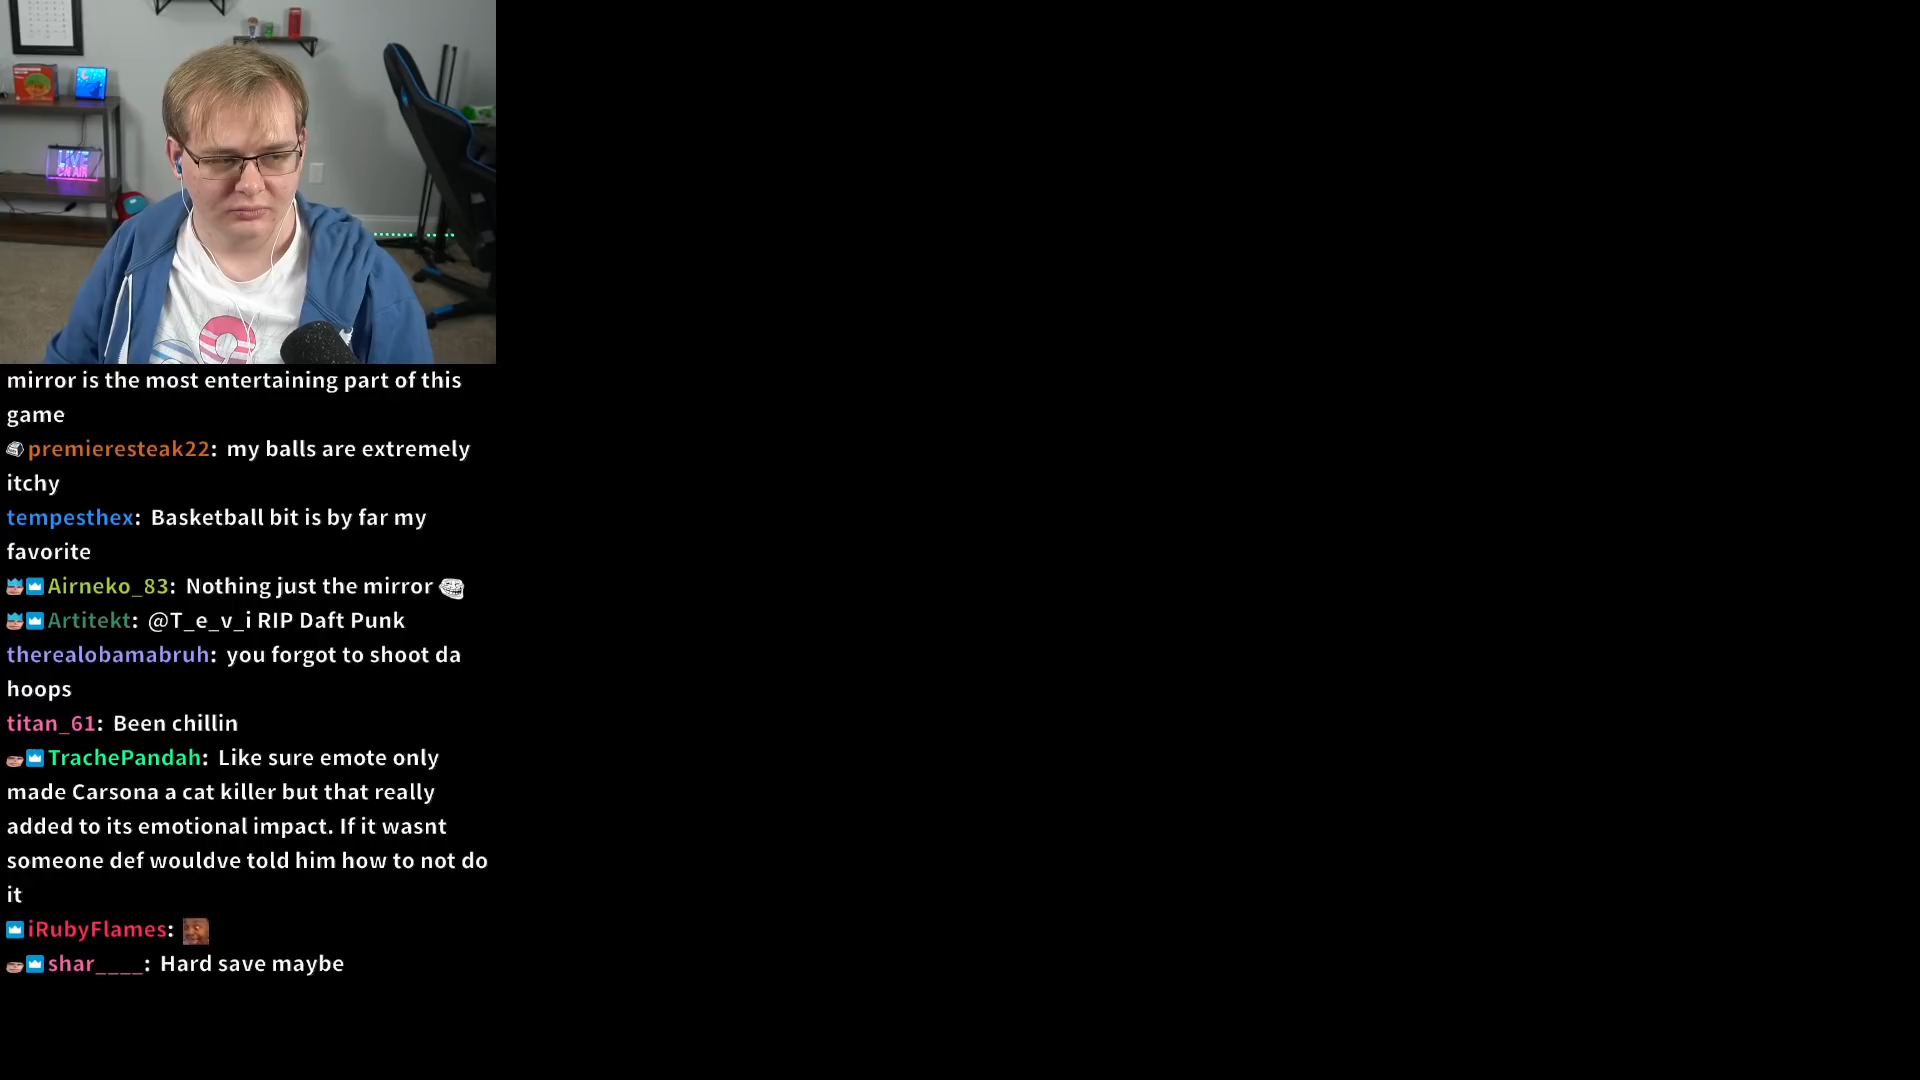 LIVE
ON AIR
mirror is the most entertaining part of this
game
premieresteak22: my balls are extremely
itchy
tempesthex: Basketball bit is by far my
favorite
Airneko_83: Nothing just the mirror
Artitekt: @T_e_v_i RIP Daft Punk
therealobamabruh: you forgot to shoot da
hoops
titan_61: Been chillin
TrachePandah: Like sure emote only
made Carsona a cat killer but that really
added to its emotional impact. If it wasnt
someone def wouldve told him how to not do
it
iRubyFlames:
shar____: Hard save maybe